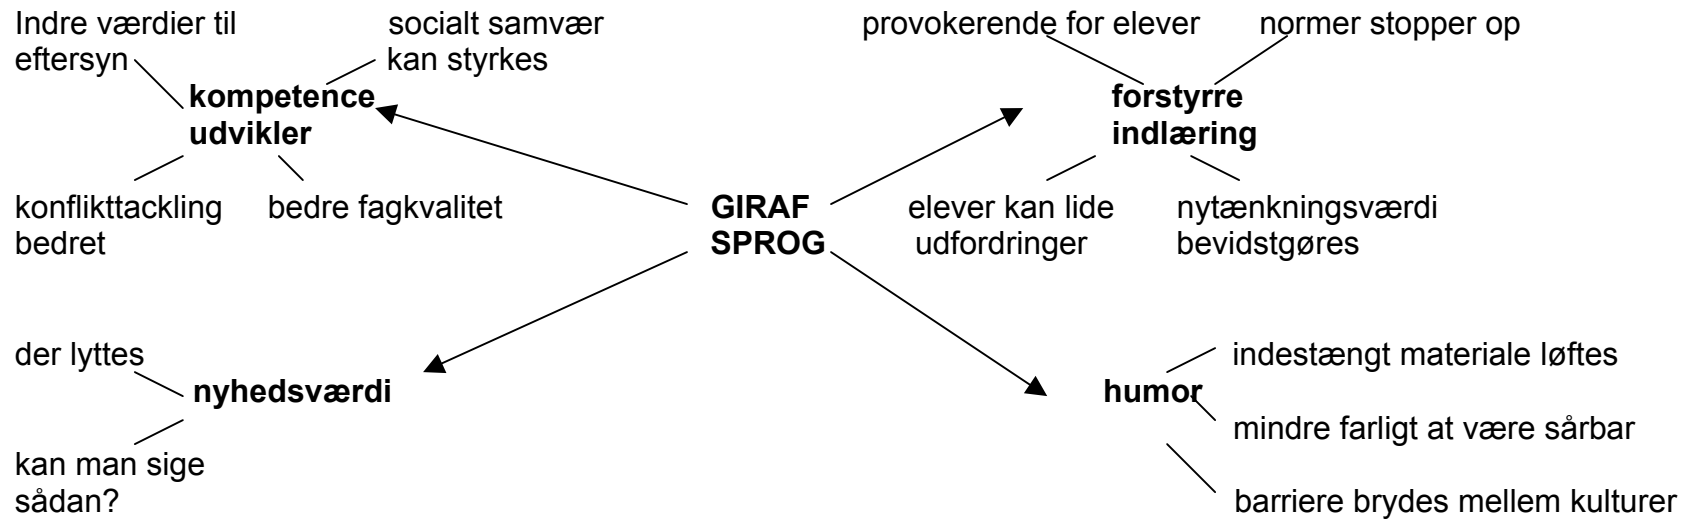 Indre værdier til
eftersyn
socialt samvær
kan styrkes
kompetence
udvikler
konflikttackling
bedret
bedre fagkvalitet
provokerende for elever
normer stopper op
forstyrre
indlæring
elever kan lide
udfordringer
nytænkningsværdi
bevidstgøres
GIRAF
SPROG
der lyttes
nyhedsværdi
kan man sige
sådan?
humor
indestængt materiale løftes
mindre farligt at være sårbar
barriere brydes mellem kulturer